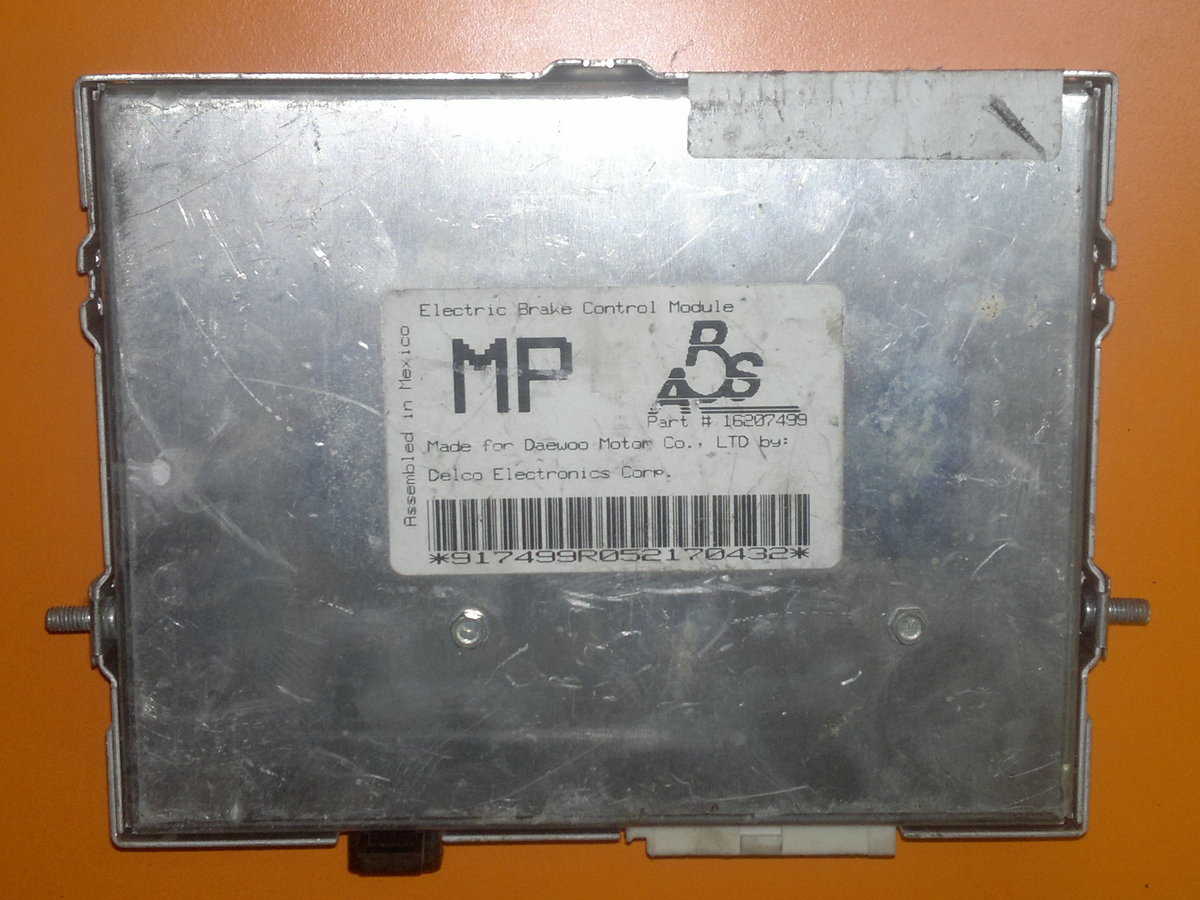 Electric Brake Control Module
Assembled in Mexico
MP
ABS
Part # 16207499
Made for Daewoo Motor Co., LTD by:
Delco Electronics Corp.
*917499R052170432*